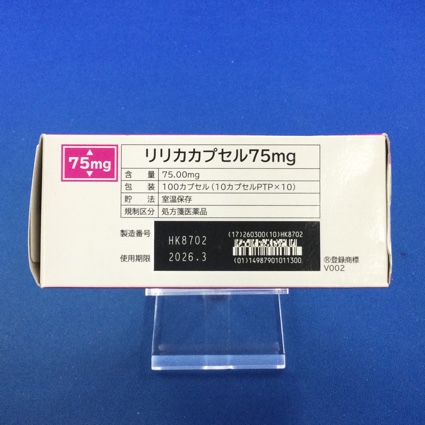 75mg
リリカカプセル75mg
含 量 75.00mg
包 装 100カプセル(10カプセルPTP×10)
貯 法 室温保存
規制区分 処方箋医薬品
製造番号 HK8702
使用期限 2026.3
(17)260300(10)HK8702
(01)14987901011300
®登録商標
V002